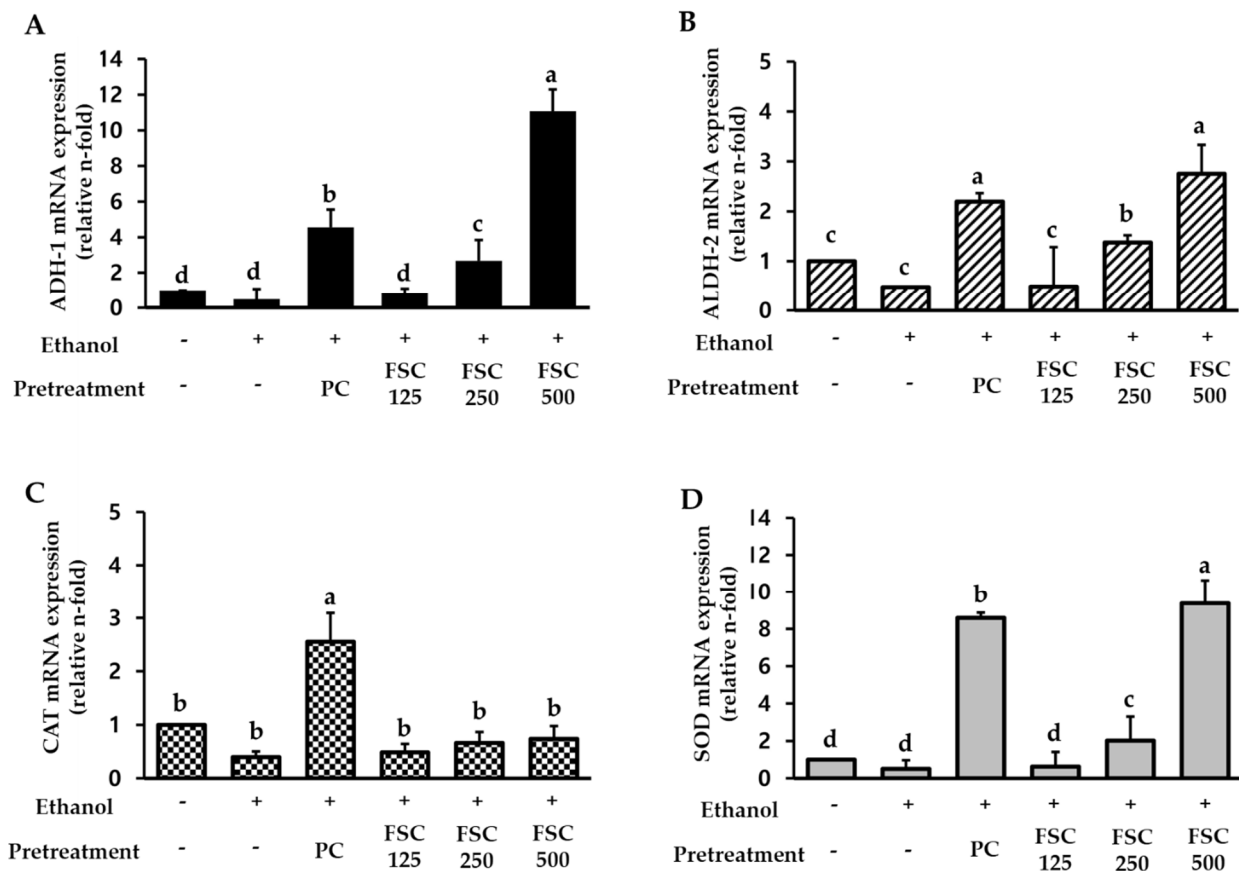 A
ADH-1 mRNA expression
(relative n-fold)
14
12
10
8
6
4
2
0
d
d
b
d
c
a
Ethanol - + + + + +
Pretreatment - - PC FSC 125 FSC 250 FSC 500
B
ALDH-2 mRNA expression
(relative n-fold)
5
4
3
2
1
0
c
c
a
c
b
a
Ethanol - + + + + +
Pretreatment - - PC FSC 125 FSC 250 FSC 500
C
CAT mRNA expression
(relative n-fold)
5
4
3
2
1
0
b
b
a
b
b
b
Ethanol - + + + + +
Pretreatment - - PC FSC 125 FSC 250 FSC 500
D
SOD mRNA expression
(relative n-fold)
14
12
10
8
6
4
2
0
d
d
b
d
c
a
Ethanol - + + + + +
Pretreatment - - PC FSC 125 FSC 250 FSC 500